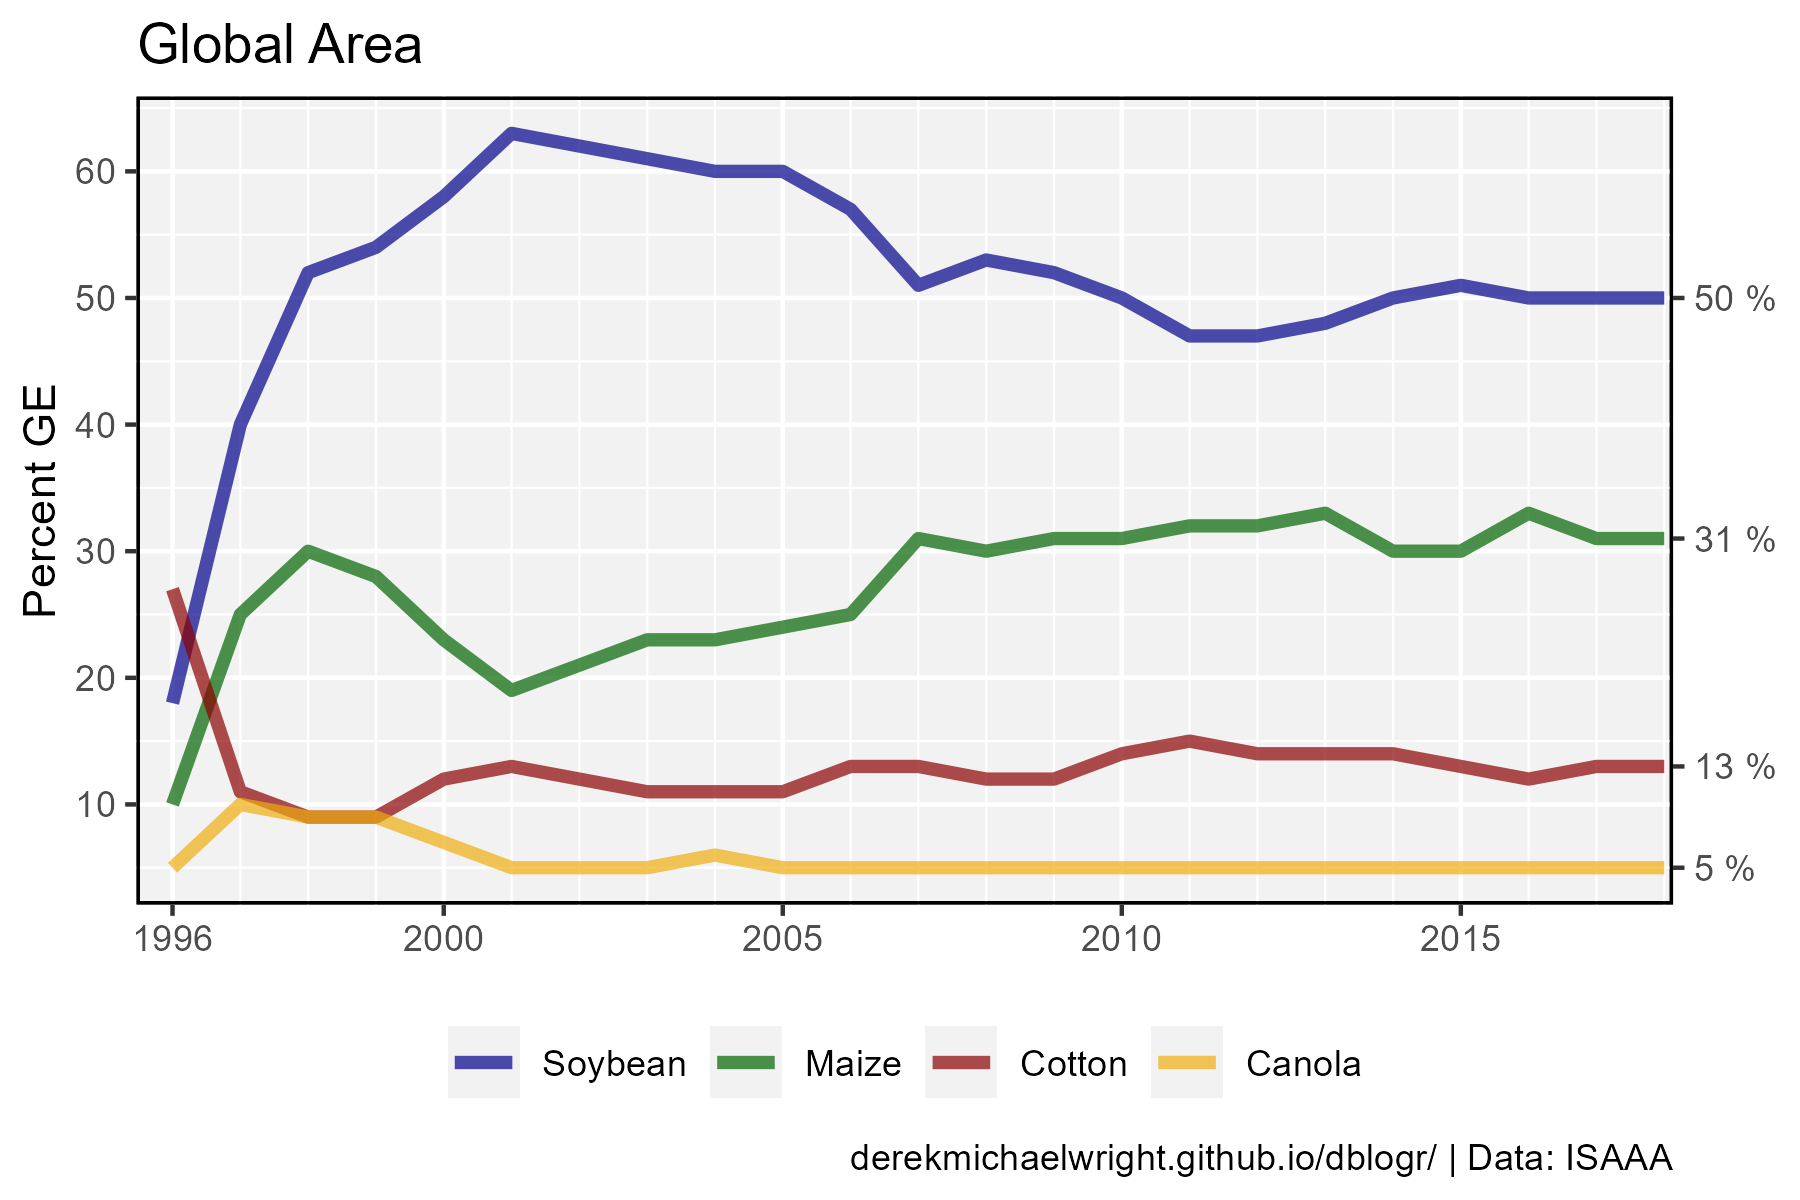 Global Area
Percent GE
60
50
40
30
20
10
50 %
31 %
13 %
5 %
1996 2000 2005 2010 2015
Soybean Maize Cotton Canola
derekmichaelwright.github.io/dblogr/ | Data: ISAAA